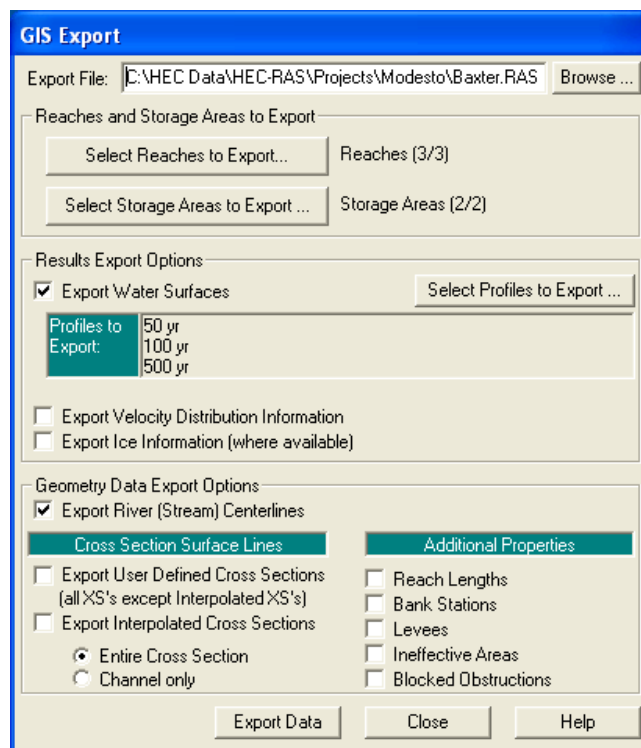 GIS Export
Export File: C:\HEC Data\HEC-RAS\Projects\Modesto\Baxter.RAS Browse ...
Reaches and Storage Areas to Export
Select Reaches to Export... Reaches (3/3)
Select Storage Areas to Export ... Storage Areas (2/2)
Results Export Options
Export Water Surfaces Select Profiles to Export ...
Profiles to Export: 50 yr
100 yr
500 yr
Export Velocity Distribution Information
Export Ice Information (where available)
Geometry Data Export Options
Export River (Stream) Centerlines
Cross Section Surface Lines
Export User Defined Cross Sections
(all XS's except Interpolated XS's)
Export Interpolated Cross Sections
Entire Cross Section
Channel only
Additional Properties
Reach Lengths
Bank Stations
Levees
Ineffective Areas
Blocked Obstructions
Export Data Close Help